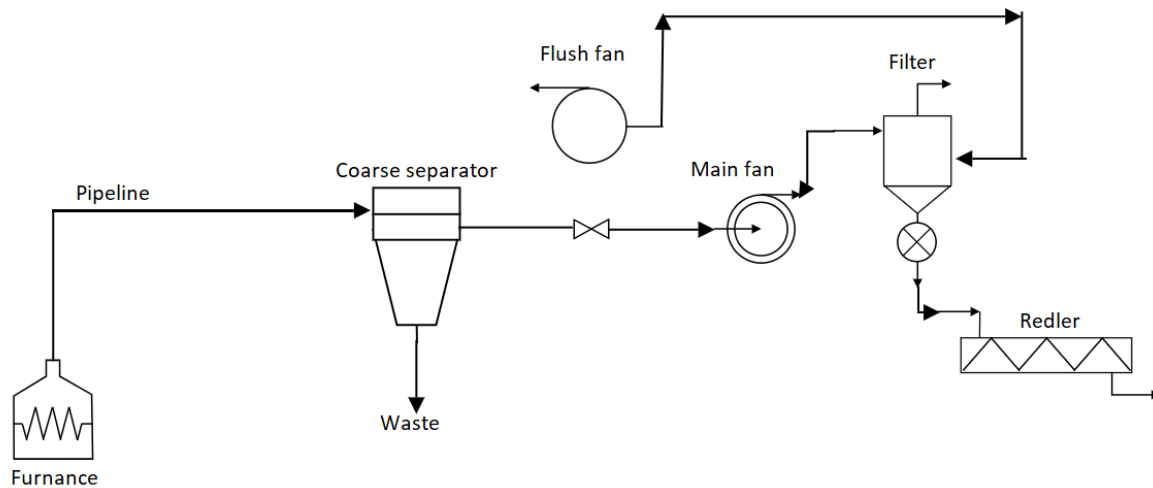 Flush fan
Filter
Coarse separator
Main fan
Pipeline
Redler
Waste
Furnance